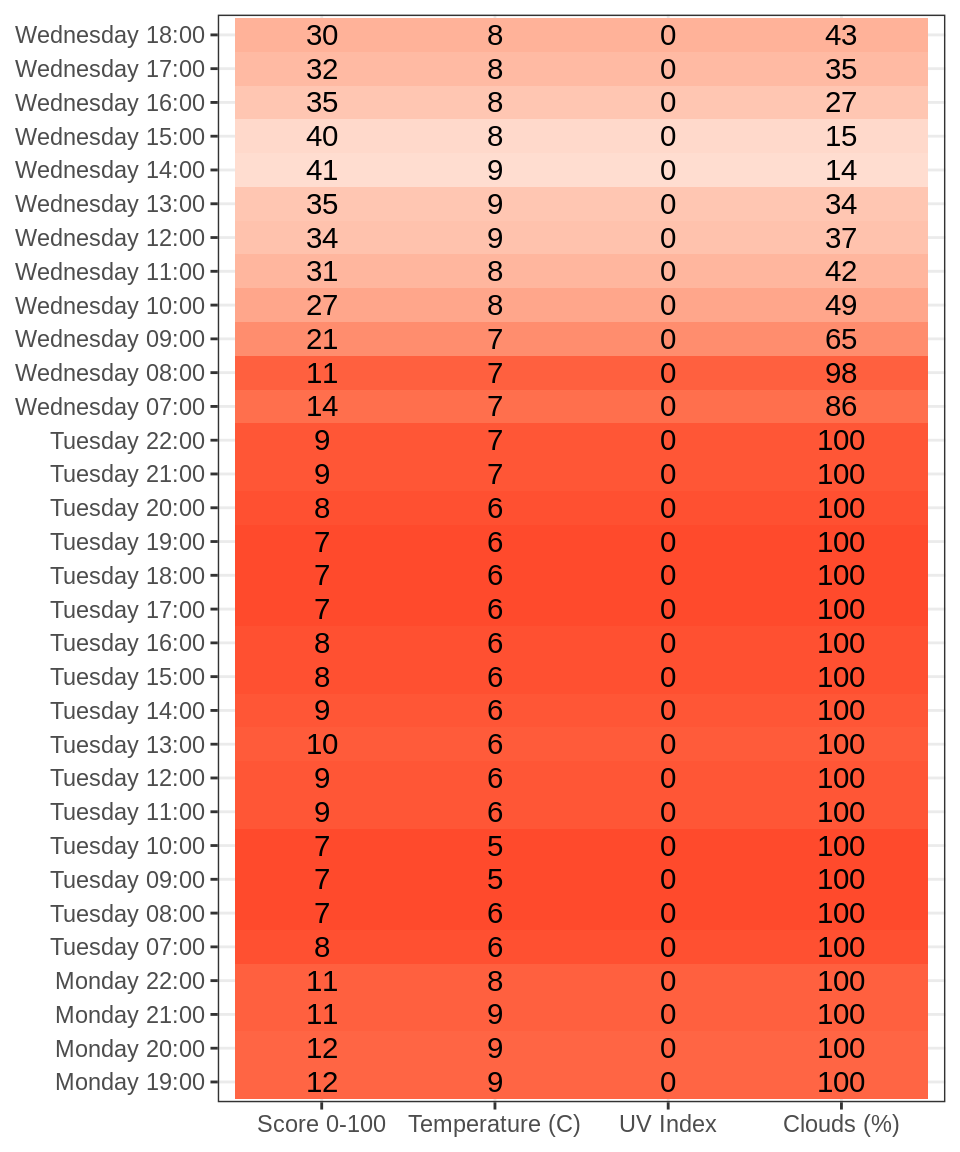 Wednesday 18:00 30 8 0 43
Wednesday 17:00 32 8 0 35
Wednesday 16:00 35 8 0 27
Wednesday 15:00 40 8 0 15
Wednesday 14:00 41 9 0 14
Wednesday 13:00 35 9 0 34
Wednesday 12:00 34 9 0 37
Wednesday 11:00 31 8 0 42
Wednesday 10:00 27 8 0 49
Wednesday 09:00 21 7 0 65
Wednesday 08:00 11 7 0 98
Wednesday 07:00 14 7 0 86
Tuesday 22:00 9 7 0 100
Tuesday 21:00 9 7 0 100
Tuesday 20:00 8 6 0 100
Tuesday 19:00 7 6 0 100
Tuesday 18:00 7 6 0 100
Tuesday 17:00 7 6 0 100
Tuesday 16:00 8 6 0 100
Tuesday 15:00 8 6 0 100
Tuesday 14:00 9 6 0 100
Tuesday 13:00 10 6 0 100
Tuesday 12:00 9 6 0 100
Tuesday 11:00 9 6 0 100
Tuesday 10:00 7 5 0 100
Tuesday 09:00 7 5 0 100
Tuesday 08:00 7 6 0 100
Tuesday 07:00 8 6 0 100
Monday 22:00 11 8 0 100
Monday 21:00 11 9 0 100
Monday 20:00 12 9 0 100
Monday 19:00 12 9 0 100
Score 0-100 Temperature (C) UV Index Clouds (%)